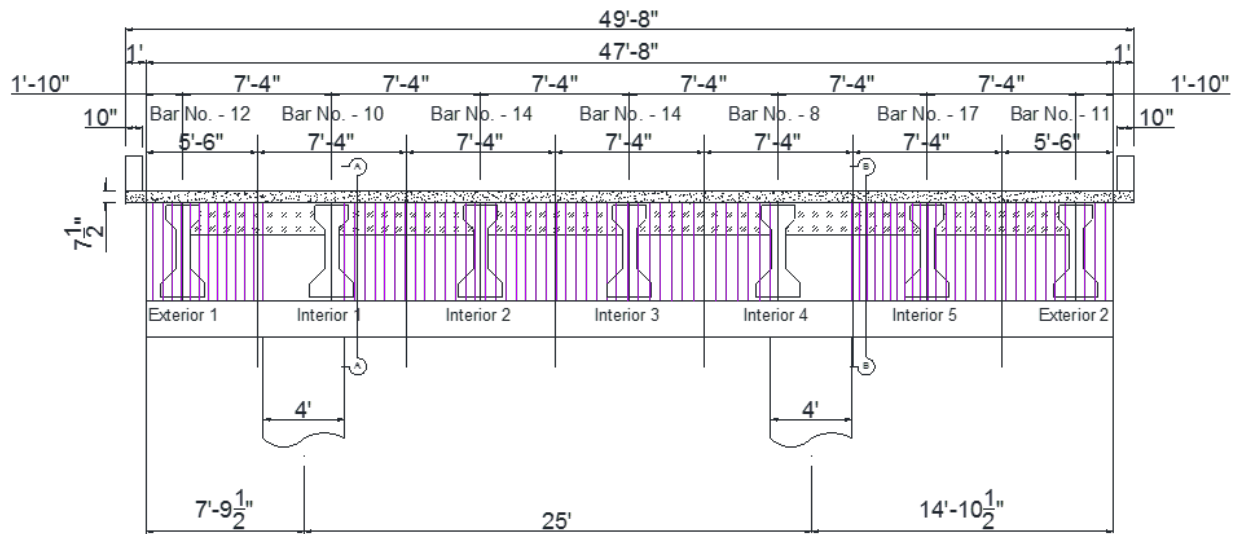 49'-8"
1' 47'-8" 1'
1'-10" 7'-4" 7'-4" 7'-4" 7'-4" 7'-4" 7'-4" 1'-10"
Bar No. - 12 Bar No. - 10 Bar No. - 14 Bar No. - 14 Bar No. - 8 Bar No. - 17 Bar No. - 11
10" 10"
5'-6" 7'-4" 7'-4" 7'-4" 7'-4" 7'-4" 5'-6"
A B
7 1/2"
Exterior 1 Interior 1 Interior 2 Interior 3 Interior 4 Interior 5 Exterior 2
A B
4' 4'
7'-9 1/2" 25' 14'-10 1/2"